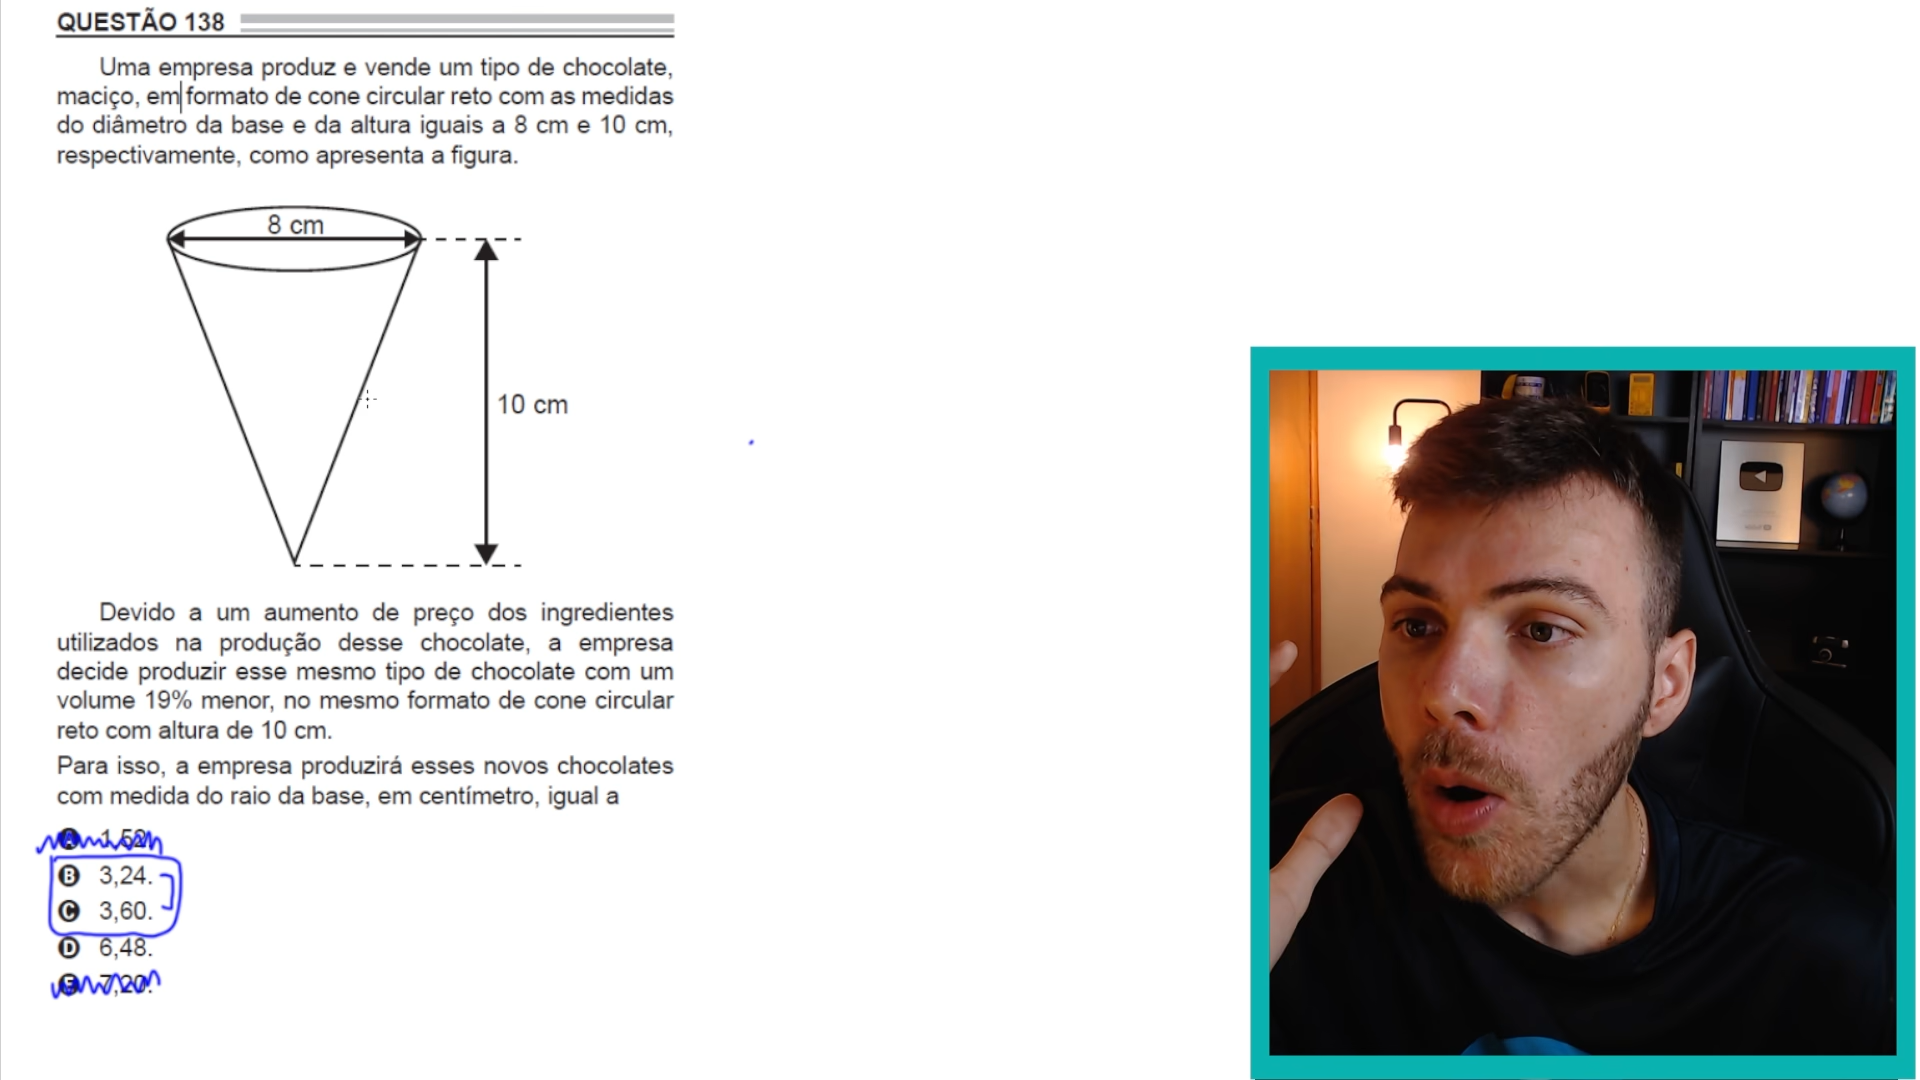 QUESTÃO 138
Uma empresa produz e vende um tipo de chocolate,
maciço, em formato de cone circular reto com as medidas
do diâmetro da base e da altura iguais a 8 cm e 10 cm,
respectivamente, como apresenta a figura.
8 cm
10 cm
Devido a um aumento de preço dos ingredientes
utilizados na produção desse chocolate, a empresa
decide produzir esse mesmo tipo de chocolate com um
volume 19% menor, no mesmo formato de cone circular
reto com altura de 10 cm.
Para isso, a empresa produzirá esses novos chocolates
com medida do raio da base, em centímetro, igual a
A 1,52.
B 3,24.
C 3,60.
D 6,48.
E 7,20.